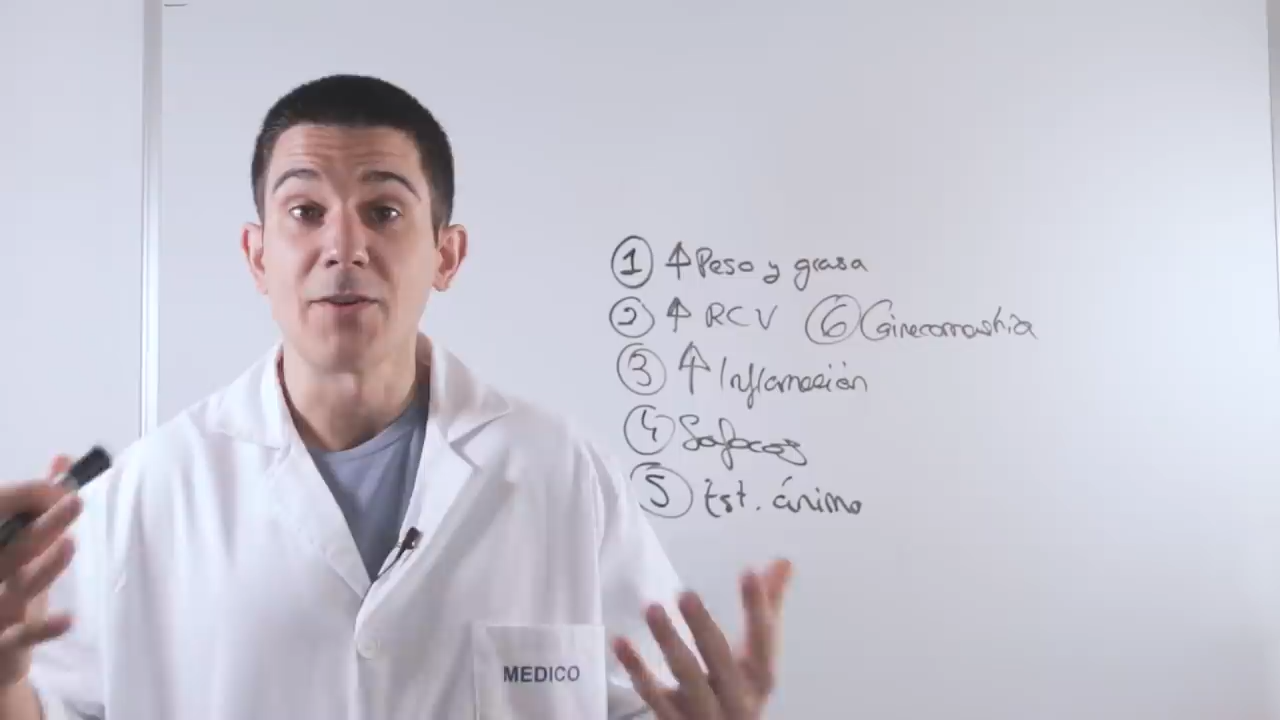 ① ↑ Peso y grasa
② ↑ RCV ⑥ Ginecomastia
③ ↑ Inflamación
④ Sofocos
⑤ Est. ánimo
MEDICO